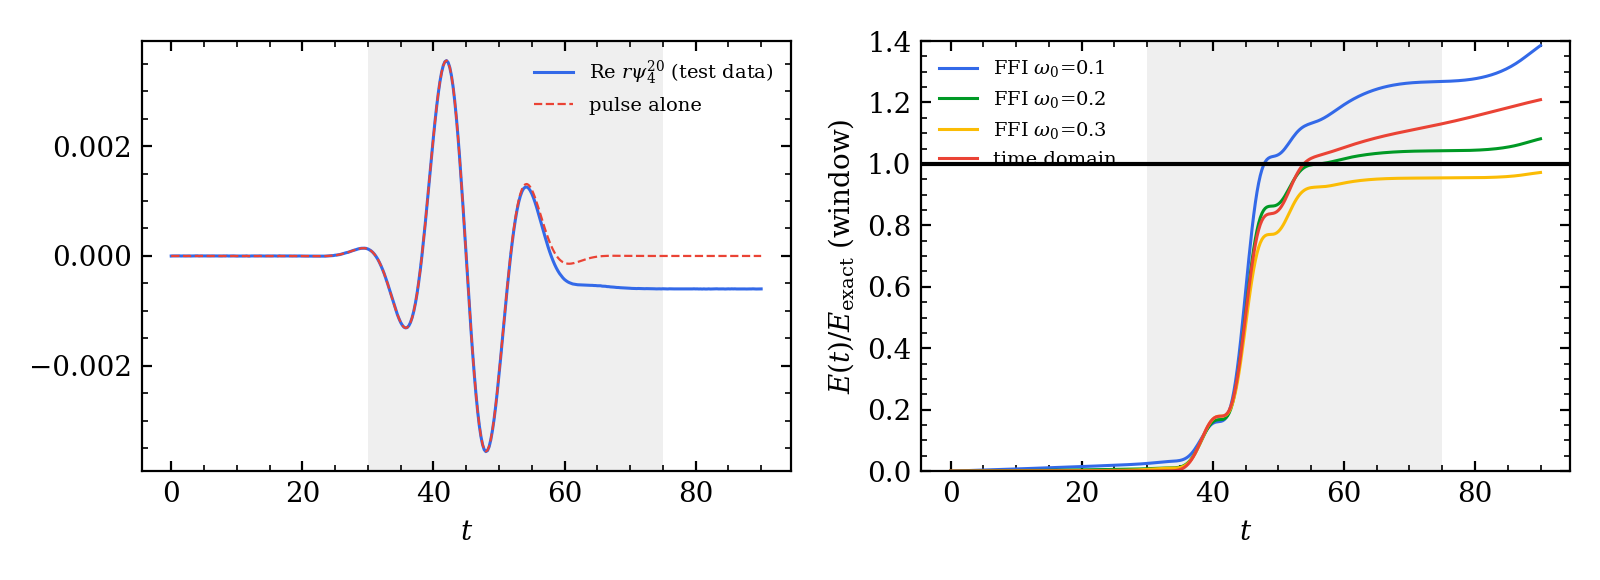 Re rψ₄²⁰ (test data)
pulse alone
0.002
0.000
−0.002
0 20 40 60 80
t
FFI ω₀=0.1
FFI ω₀=0.2
FFI ω₀=0.3
time domain
E(t)/E_exact (window)
1.4
1.2
1.0
0.8
0.6
0.4
0.2
0.0
0 20 40 60 80
t